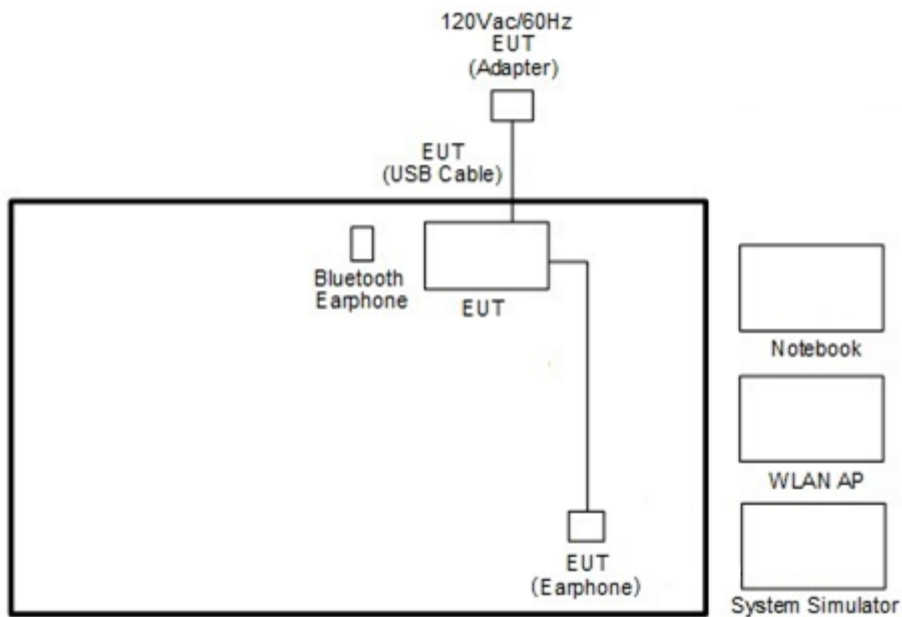 120Vac/60Hz
EUT
(Adapter)
EUT
(USB Cable)
Bluetooth
Earphone
EUT
Notebook
WLAN AP
EUT
(Earphone)
System Simulator